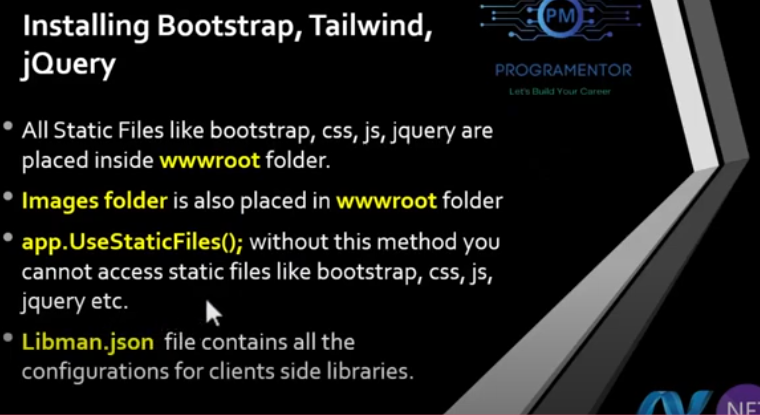 Installing Bootstrap, Tailwind,
jQuery
PM
PROGRAMENTOR
Let's Build Your Career
All Static Files like bootstrap, css, js, jquery are
placed inside wwwroot folder.
Images folder is also placed in wwwroot folder
app.UseStaticFiles(); without this method you
cannot access static files like bootstrap, css, js,
jquery etc.
Libman.json file contains all the
configurations for clients side libraries.